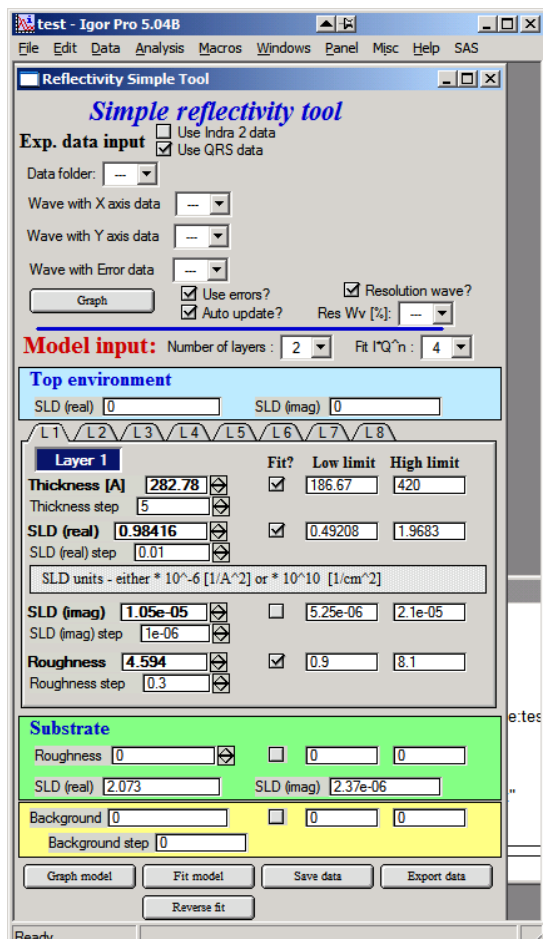 test - Igor Pro 5.04B
File Edit Data Analysis Macros Windows Panel Misc Help SAS
Reflectivity Simple Tool
Simple reflectivity tool
Exp. data input
Use Indra 2 data
Use QRS data
Data folder: ---
Wave with X axis data ---
Wave with Y axis data ---
Wave with Error data ---
Graph
Use errors?
Resolution wave?
Auto update?
Res Wv [%]: ---
Model input: Number of layers : 2 Fit I*Q^n : 4
Top environment
SLD (real) 0 SLD (imag) 0
L 1 L 2 L 3 L 4 L 5 L 6 L 7 L 8
Layer 1 Fit? Low limit High limit
Thickness [A] 282.78 186.67 420
Thickness step 5
SLD (real) 0.98416 0.49208 1.9683
SLD (real) step 0.01
SLD units - either * 10^-6 [1/A^2] or * 10^10 [1/cm^2]
SLD (imag) 1.05e-05 5.25e-06 2.1e-05
SLD (imag) step 1e-06
Roughness 4.594 0.9 8.1
Roughness step 0.3
Substrate
Roughness 0 0 0
SLD (real) 2.073 SLD (imag) 2.37e-06
Background 0 0 0
Background step 0
Graph model Fit model Save data Export data
Reverse fit
e:tes
"
Ready